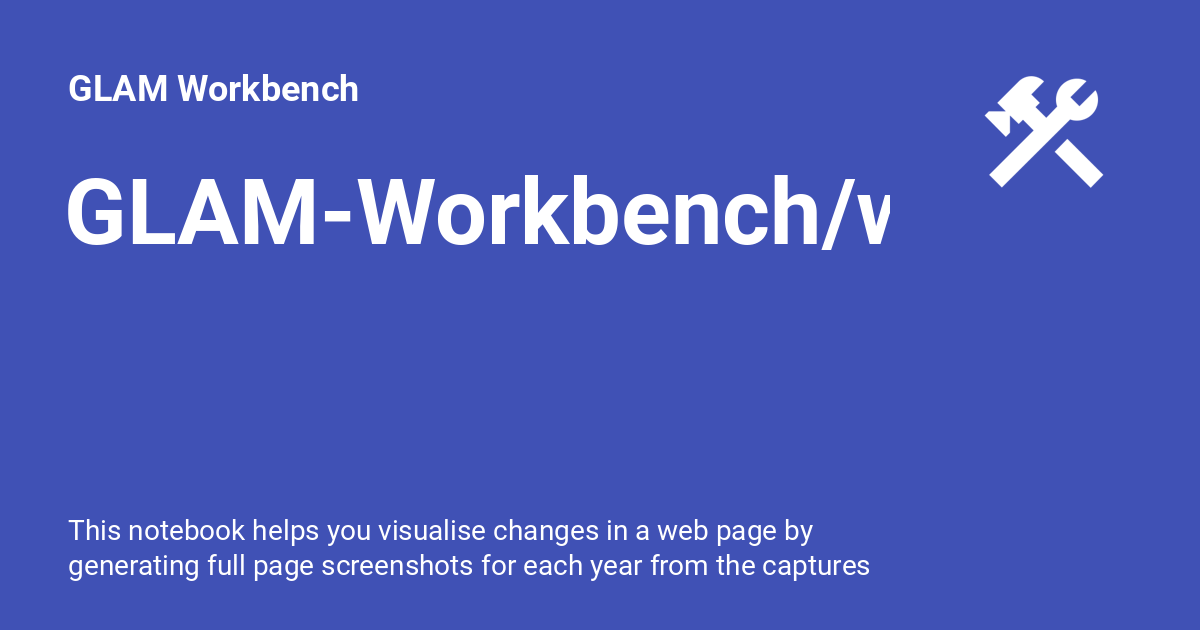 GLAM Workbench
GLAM-Workbench/w
This notebook helps you visualise changes in a web page by
generating full page screenshots for each year from the captures